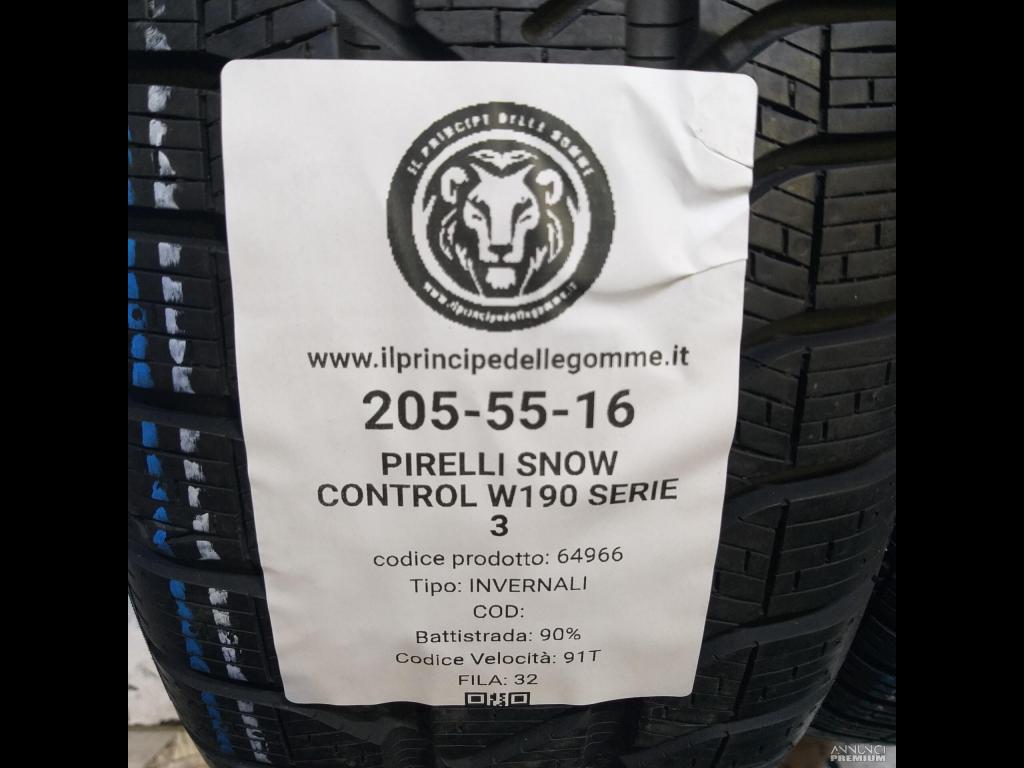 IL PRINCIPE DELLE GOMME
www.ilprincipedellegomme.it
www.ilprincipedellegomme.it
205-55-16
PIRELLI SNOW
CONTROL W190 SERIE
3
codice prodotto: 64966
Tipo: INVERNALI
COD:
Battistrada: 90%
Codice Velocità: 91T
FILA: 32
ANNUNCI
PREMIUM